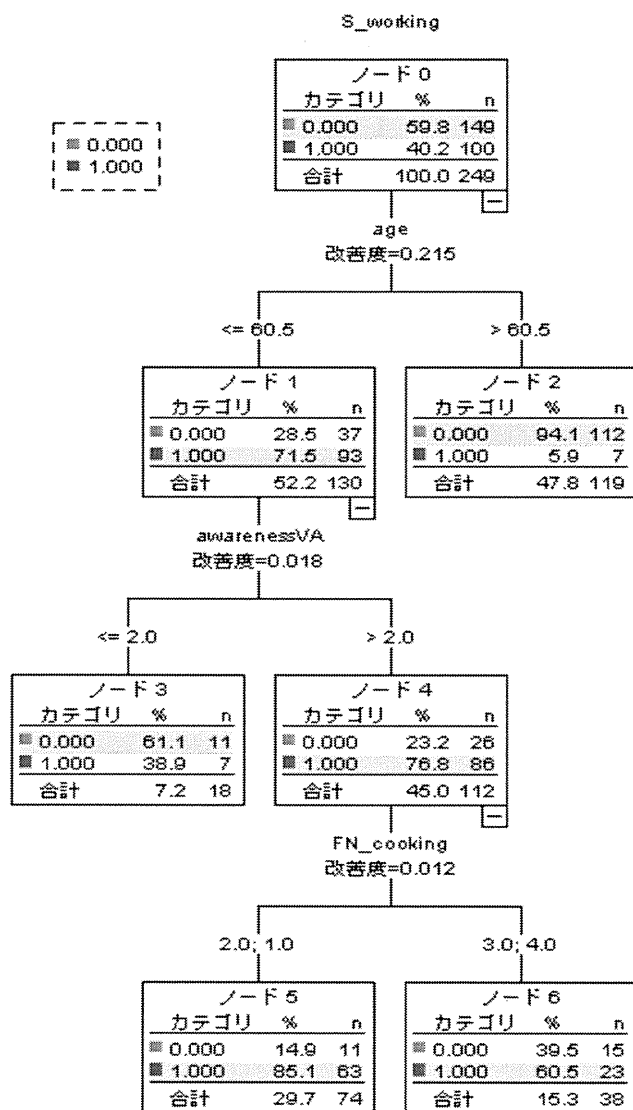 S_working
ノード 0
カテゴリ % n
0.000 59.8 149
1.000 40.2 100
合計 100.0 249
0.000
1.000
age
改善度=0.215
<= 60.5
> 60.5
ノード 1
カテゴリ % n
0.000 28.5 37
1.000 71.5 93
合計 52.2 130
ノード 2
カテゴリ % n
0.000 94.1 112
1.000 5.9 7
合計 47.8 119
awarenessVA
改善度=0.018
<= 2.0
> 2.0
ノード 3
カテゴリ % n
0.000 61.1 11
1.000 38.9 7
合計 7.2 18
ノード 4
カテゴリ % n
0.000 23.2 26
1.000 76.8 86
合計 45.0 112
FN_cooking
改善度=0.012
2.0; 1.0
3.0; 4.0
ノード 5
カテゴリ % n
0.000 14.9 11
1.000 85.1 63
合計 29.7 74
ノード 6
カテゴリ % n
0.000 39.5 15
1.000 60.5 23
合計 15.3 38